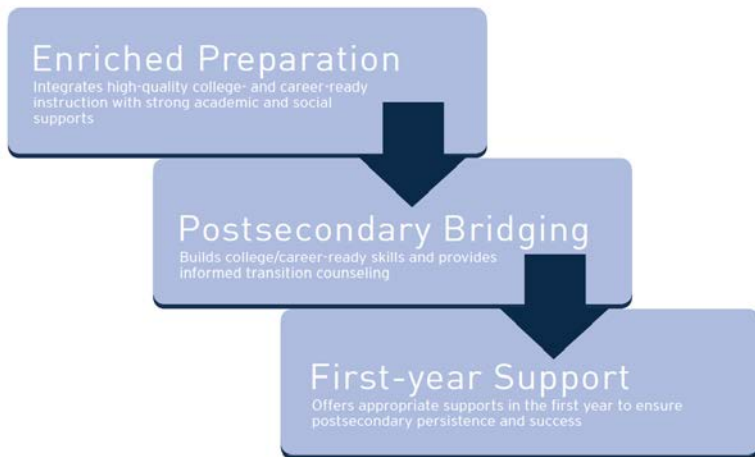 Enriched Preparation
Integrates high-quality college- and career-ready
instruction with strong academic and social
supports
Postsecondary Bridging
Builds college/career-ready skills and provides
informed transition counseling
First-year Support
Offers appropriate supports in the first year to ensure
postsecondary persistence and success